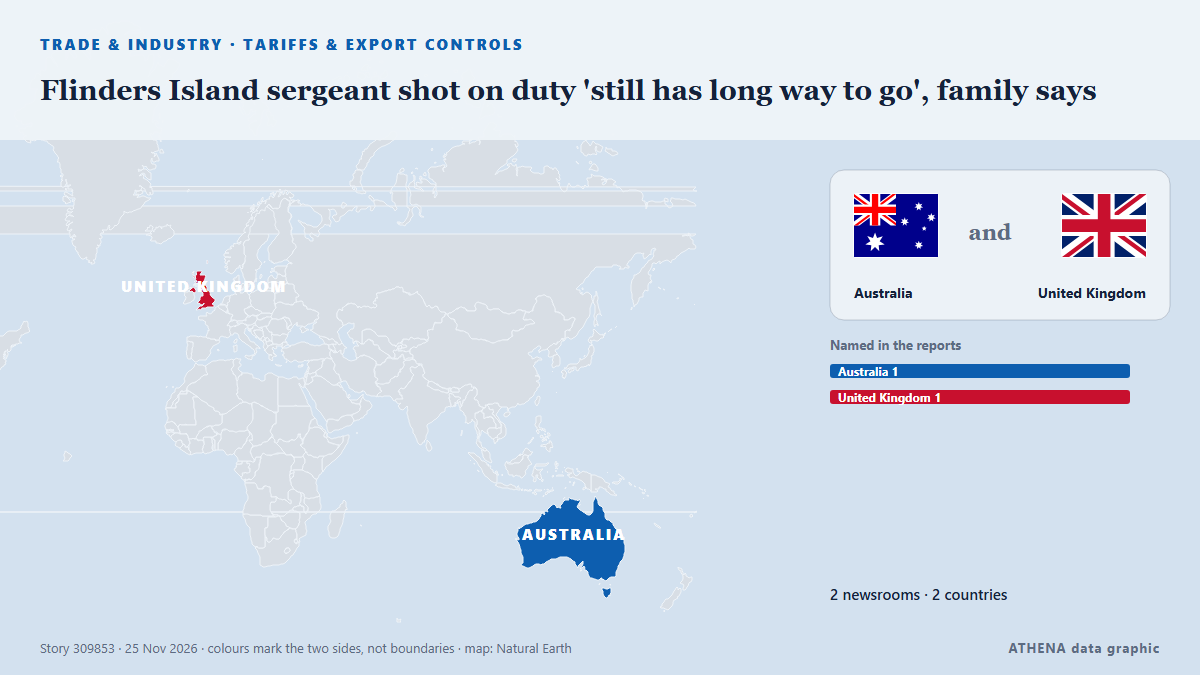 TRADE & INDUSTRY · TARIFFS & EXPORT CONTROLS
Flinders Island sergeant shot on duty 'still has long way to go', family says
UNITED KINGDOM
AUSTRALIA
and
Australia
United Kingdom
Named in the reports
Australia 1
United Kingdom 1
2 newsrooms · 2 countries
Story 309853 · 25 Nov 2026 · colours mark the two sides, not boundaries · map: Natural Earth
ATHENA data graphic